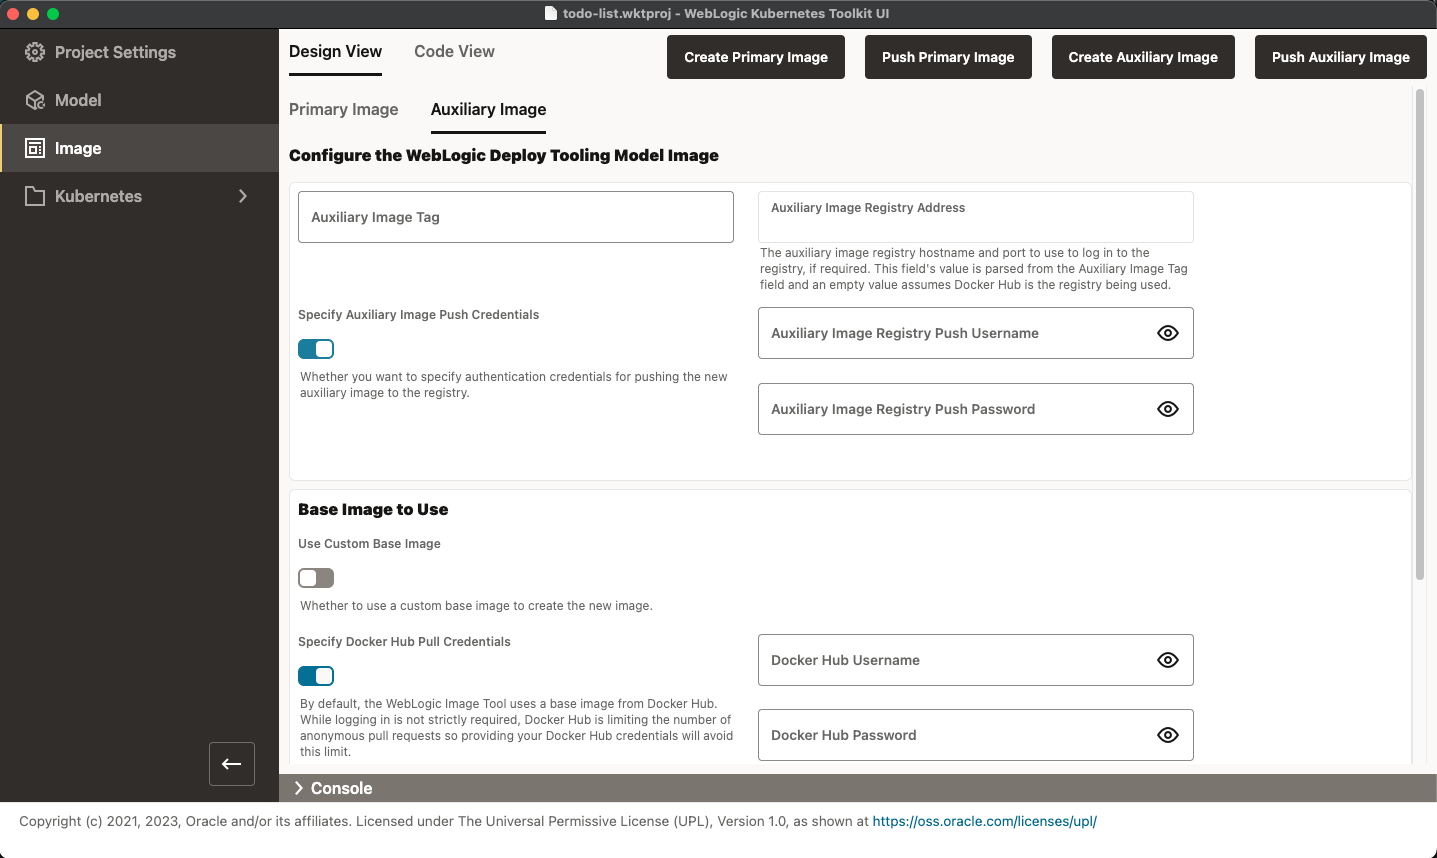 todo-list.wktproj - WebLogic Kubernetes Toolkit UI
Project Settings
Model
Image
Kubernetes
Design View
Code View
Create Primary Image
Push Primary Image
Create Auxiliary Image
Push Auxiliary Image
Primary Image
Auxiliary Image
Configure the WebLogic Deploy Tooling Model Image
Auxiliary Image Tag
Auxiliary Image Registry Address
The auxiliary image registry hostname and port to use to log in to the
registry, if required. This field's value is parsed from the Auxiliary Image Tag
field and an empty value assumes Docker Hub is the registry being used.
Specify Auxiliary Image Push Credentials
Whether you want to specify authentication credentials for pushing the new
auxiliary image to the registry.
Auxiliary Image Registry Push Username
Auxiliary Image Registry Push Password
Base Image to Use
Use Custom Base Image
Whether to use a custom base image to create the new image.
Specify Docker Hub Pull Credentials
By default, the WebLogic Image Tool uses a base image from Docker Hub.
While logging in is not strictly required, Docker Hub is limiting the number of
anonymous pull requests so providing your Docker Hub credentials will avoid
this limit.
Docker Hub Username
Docker Hub Password
Console
Copyright (c) 2021, 2023, Oracle and/or its affiliates. Licensed under The Universal Permissive License (UPL), Version 1.0, as shown at https://oss.oracle.com/licenses/upl/